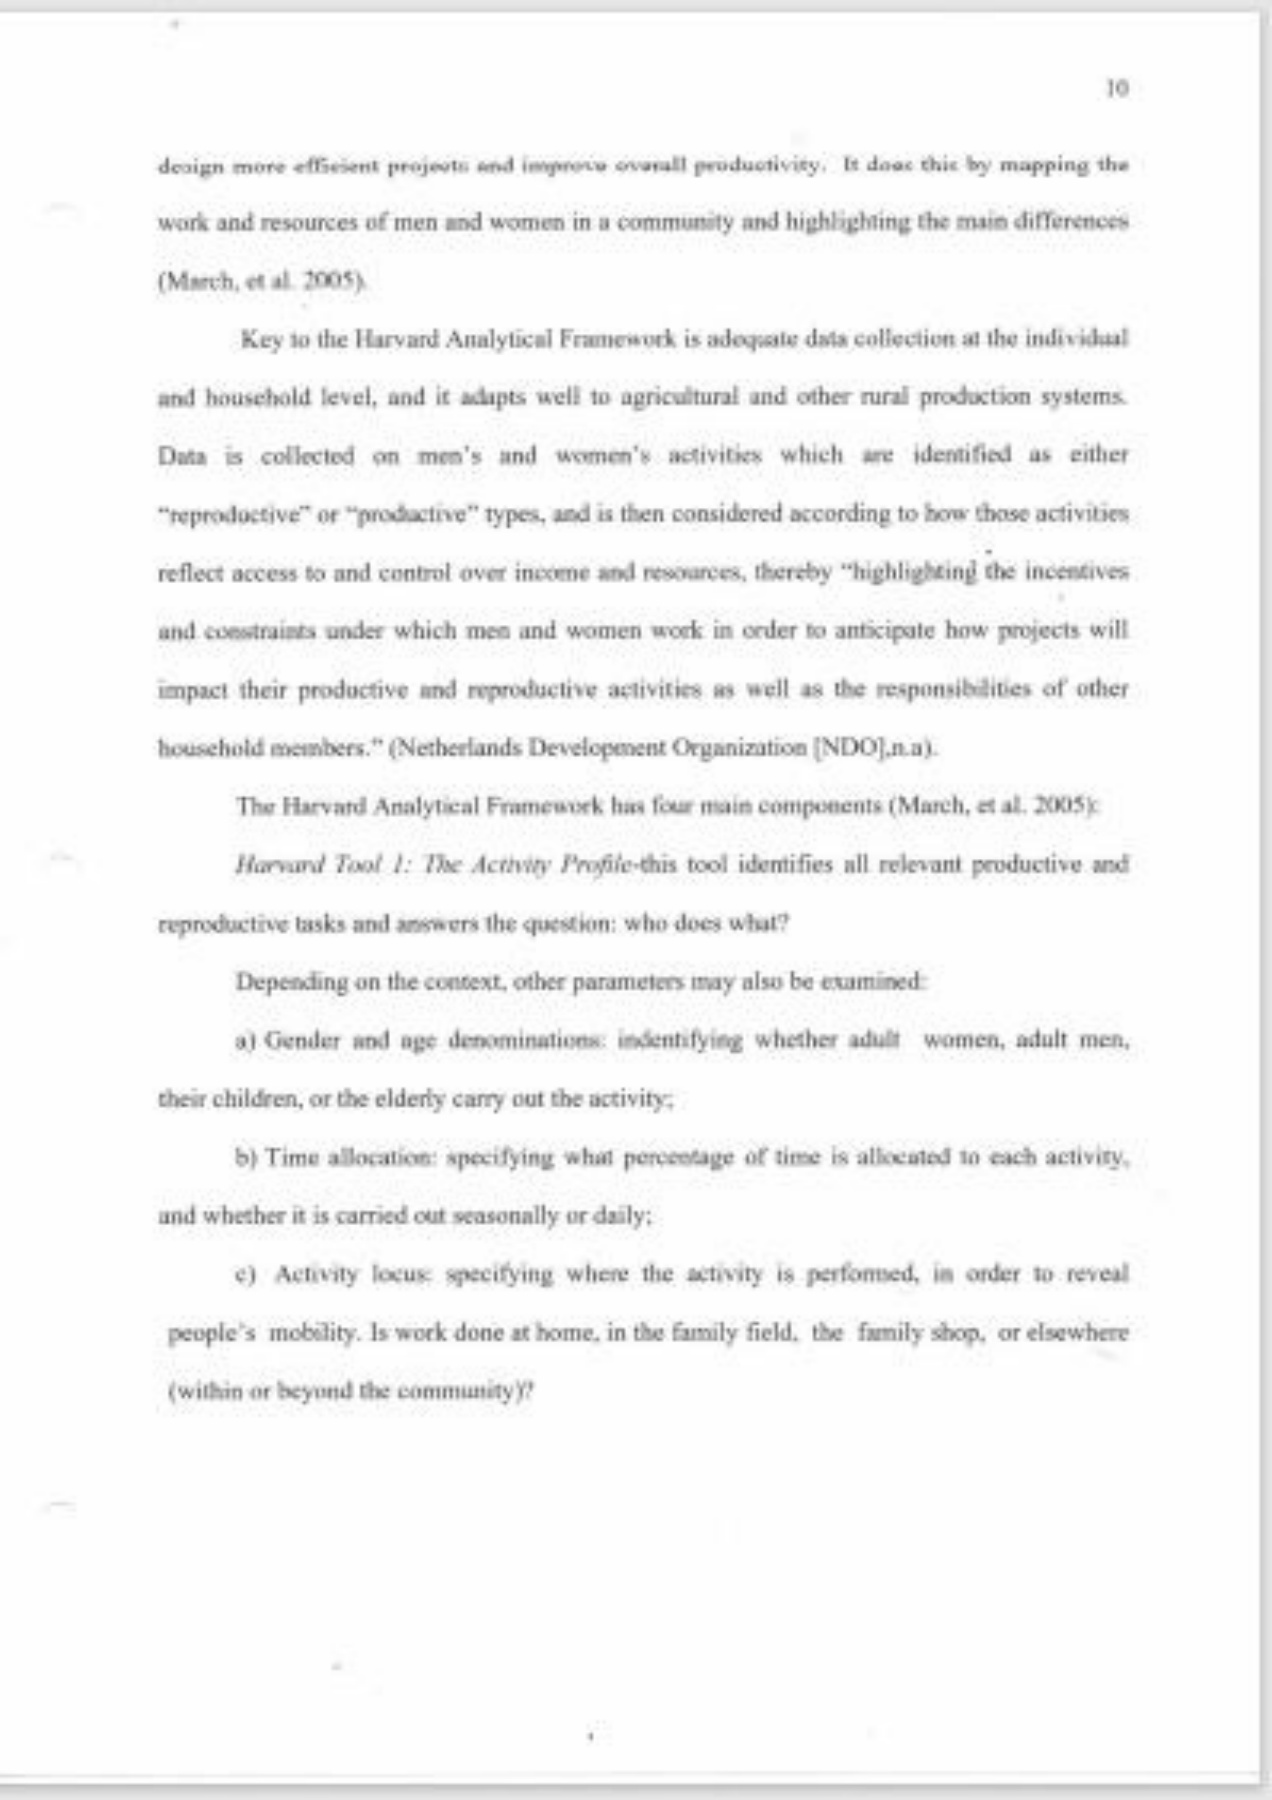 10
design more efficient projects and improve overall productivity. It does this by mapping the
work and resources of men and women in a community and highlighting the main differences
(March, et al. 2005).
Key to the Harvard Analytical Framework is adequate data collection at the individual
and household level, and it adapts well to agricultural and other rural production systems.
Data is collected on men's and women's activities which are identified as either
“reproductive” or “productive” types, and is then considered according to how those activities
reflect access to and control over income and resources, thereby “highlighting the incentives
and constraints under which men and women work in order to anticipate how projects will
impact their productive and reproductive activities as well as the responsibilities of other
household members.” (Netherlands Development Organization [NDO],n.a).
The Harvard Analytical Framework has four main components (March, et al. 2005):
Harvard Tool 1: The Activity Profile-this tool identifies all relevant productive and
reproductive tasks and answers the question: who does what?
Depending on the context, other parameters may also be examined:
a) Gender and age denominations: indentifying whether adult women, adult men,
their children, or the elderly carry out the activity;
b) Time allocation: specifying what percentage of time is allocated to each activity,
and whether it is carried out seasonally or daily;
c) Activity locus: specifying where the activity is performed, in order to reveal
people's mobility. Is work done at home, in the family field, the family shop, or elsewhere
(within or beyond the community)?